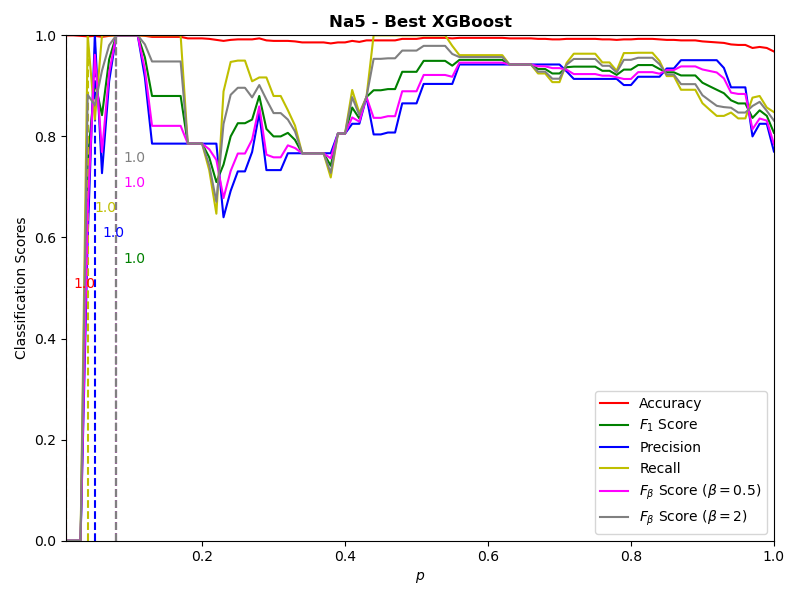 Na5 - Best XGBoost
Classification Scores
1.0
0.8
0.6
0.4
0.2
0.0
1.0
1.0
1.0
1.0
1.0
1.0
Accuracy
F₁ Score
Precision
Recall
Fᵦ Score (β = 0.5)
Fᵦ Score (β = 2)
0.2
0.4
0.6
0.8
1.0
p